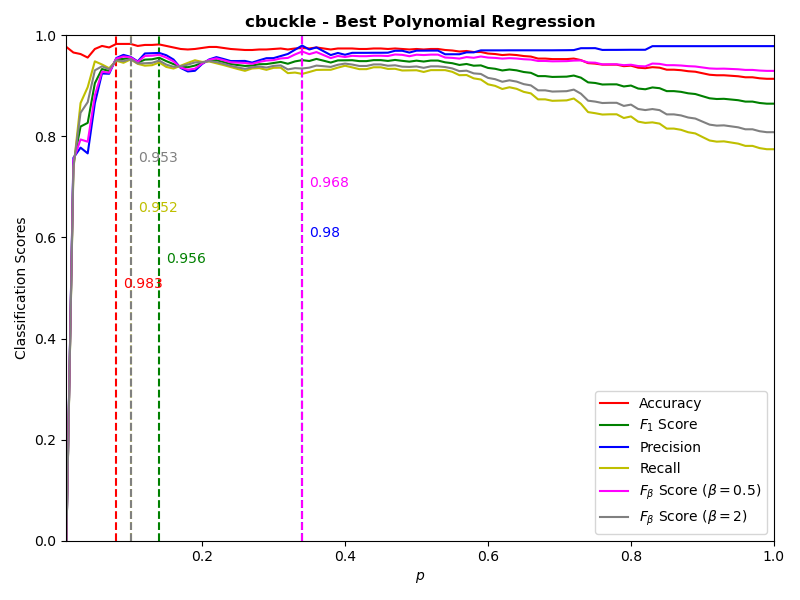 cbuckle - Best Polynomial Regression
1.0
0.8
0.6
0.4
0.2
0.0
Classification Scores
0.953
0.968
0.952
0.98
0.956
0.983
Accuracy
F₁ Score
Precision
Recall
Fᵦ Score (β = 0.5)
Fᵦ Score (β = 2)
0.2 0.4 0.6 0.8 1.0
p